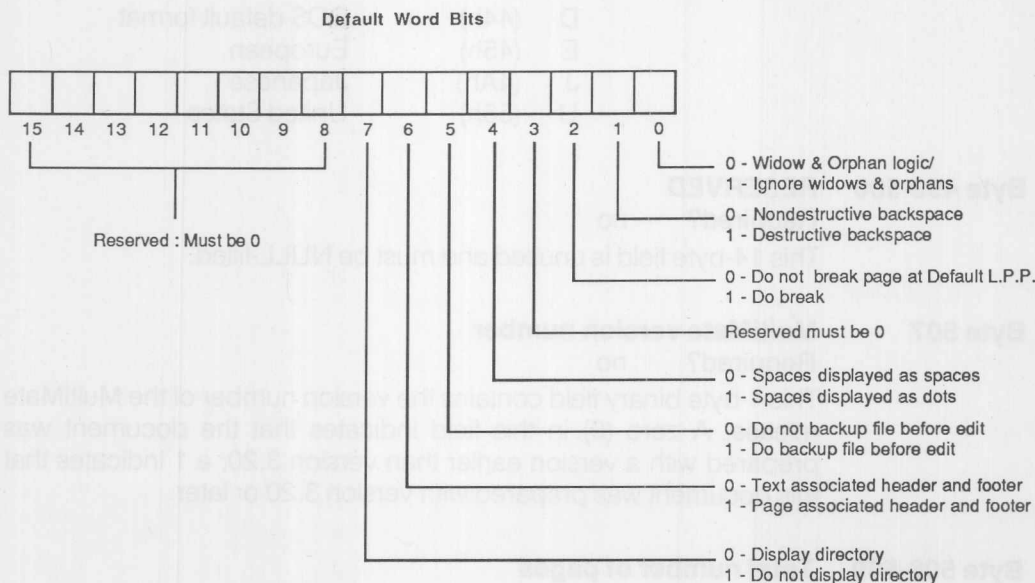 Default Word Bits
15 14 13 12 11 10 9 8 7 6 5 4 3 2 1 0
Reserved : Must be 0
0 - Widow & Orphan logic/
1 - Ignore widows & orphans
0 - Nondestructive backspace
1 - Destructive backspace
0 - Do not break page at Default L.P.P.
1 - Do break
Reserved must be 0
0 - Spaces displayed as spaces
1 - Spaces displayed as dots
0 - Do not backup file before edit
1 - Do backup file before edit
0 - Text associated header and footer
1 - Page associated header and footer
0 - Display directory
1 - Do not display directory